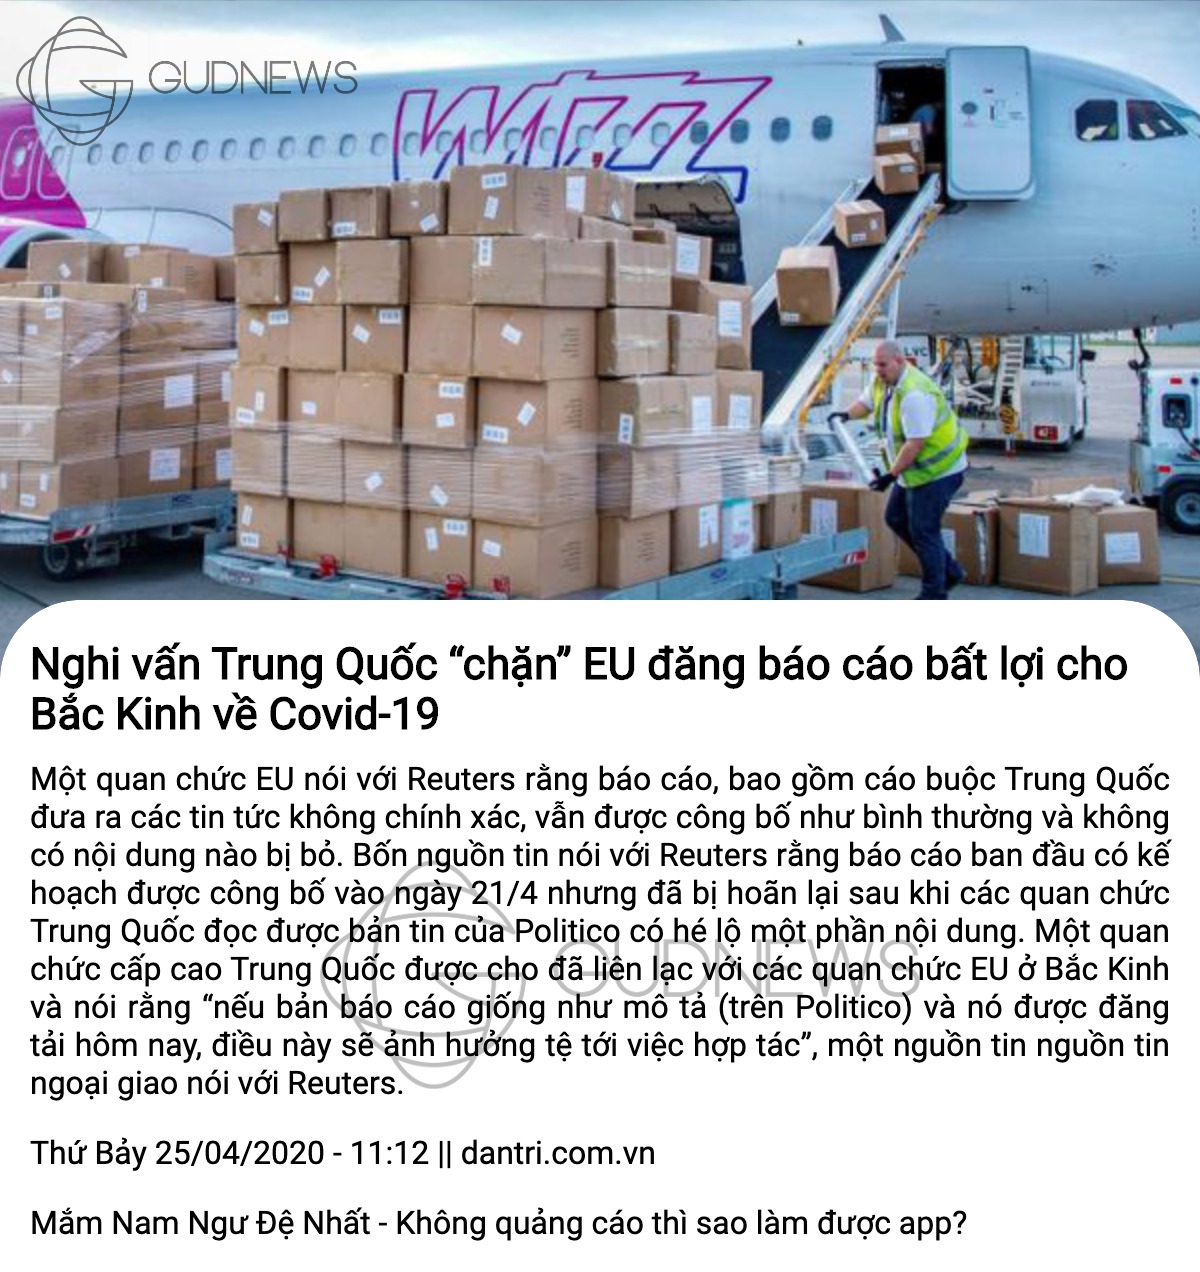 GUDNEWS
Wizz
Nghi vấn Trung Quốc “chặn” EU đăng báo cáo bất lợi cho
Bắc Kinh về Covid-19
Một quan chức EU nói với Reuters rằng báo cáo, bao gồm cáo buộc Trung Quốc
đưa ra các tin tức không chính xác, vẫn được công bố như bình thường và không
có nội dung nào bị bỏ. Bốn nguồn tin nói với Reuters rằng báo cáo ban đầu có kế
hoạch được công bố vào ngày 21/4 nhưng đã bị hoãn lại sau khi các quan chức
Trung Quốc đọc được bản tin của Politico có hé lộ một phần nội dung. Một quan
chức cấp cao Trung Quốc được cho đã liên lạc với các quan chức EU ở Bắc Kinh
và nói rằng “nếu bản báo cáo giống như mô tả (trên Politico) và nó được đăng
tải hôm nay, điều này sẽ ảnh hưởng tệ tới việc hợp tác”, một nguồn tin nguồn tin
ngoại giao nói với Reuters.
GUDNEWS
Thứ Bảy 25/04/2020 - 11:12 || dantri.com.vn
Mắm Nam Ngư Đệ Nhất - Không quảng cáo thì sao làm được app?